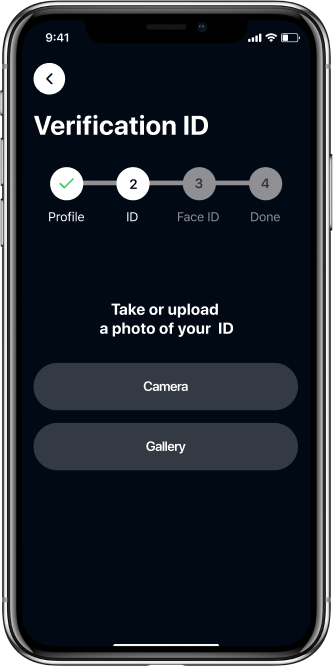 9:41
Verification ID
2
3
4
Profile
ID
Face ID
Done
Take or upload
a photo of your ID
Camera
Gallery